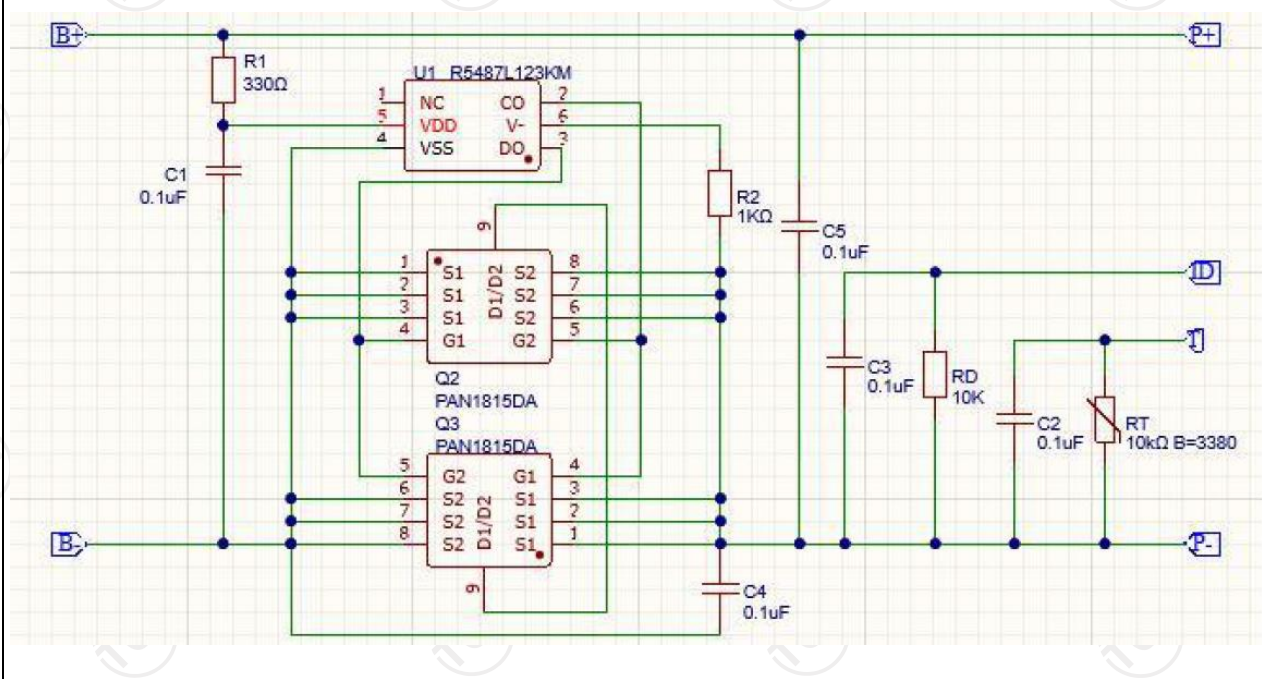 B+
P+
R1
330Ω
U1 R5487L123KM
1 NC CO 2
5 VDD V- 6
4 VSS DO 3
C1
0.1uF
R2
1KΩ
C5
0.1uF
9
1 S1 D1/D2 S2 8
2 S1 S2 7
3 S1 S2 6
4 G1 G2 5
ID
T
Q2
PAN1815DA
Q3
PAN1815DA
C3
0.1uF
RD
10K
C2
0.1uF
RT
10kΩ B=3380
5 G2 G1 4
6 S2 D1/D2 S1 3
7 S2 S1 2
8 S2 S1 1
B-
P-
9
C4
0.1uF